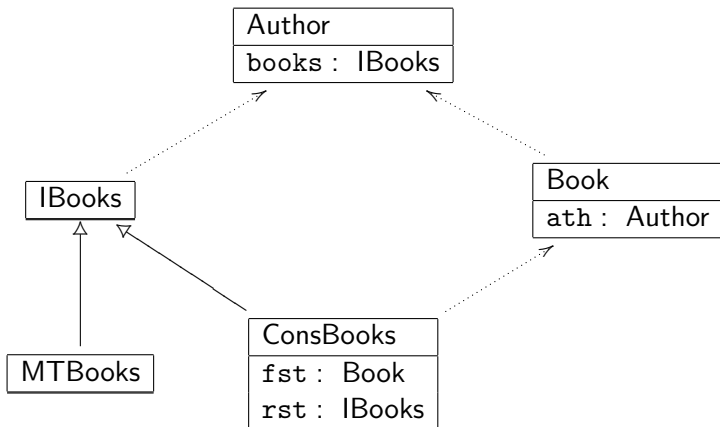 Author
books : IBooks
IBooks
Book
ath : Author
MTBooks
ConsBooks
fst : Book
rst : IBooks